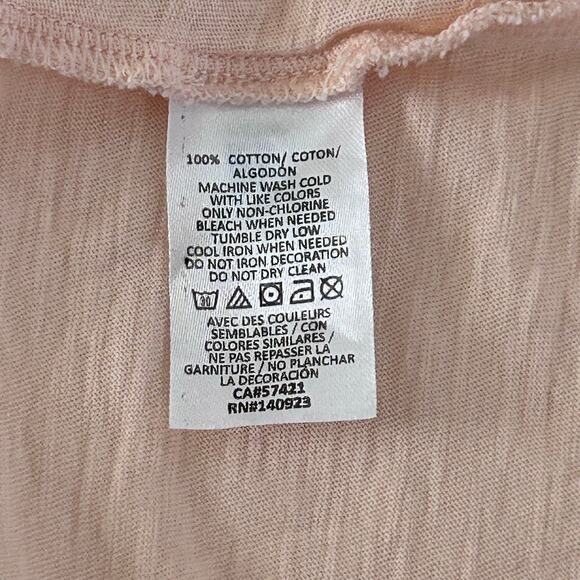 100% COTTON/ COTON/
ALGODÓN
MACHINE WASH COLD
WITH LIKE COLORS
ONLY NON-CHLORINE
BLEACH WHEN NEEDED
TUMBLE DRY LOW
COOL IRON WHEN NEEDED
DO NOT IRON DECORATION
DO NOT DRY CLEAN
30
AVEC DES COULEURS
SEMBLABLES / CON
COLORES SIMILARES /
NE PAS REPASSER LA
GARNITURE / NO PLANCHAR
LA DECORACIÓN
CA#57421
RN#140923